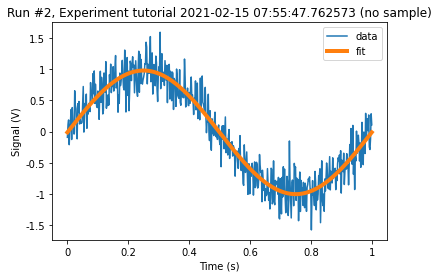 Run #2, Experiment tutorial 2021-02-15 07:55:47.762573 (no sample)
data
fit
Signal (V)
1.5
1
0.5
0
-0.5
-1
-1.5
0
0.2
0.4
0.6
0.8
1
Time (s)